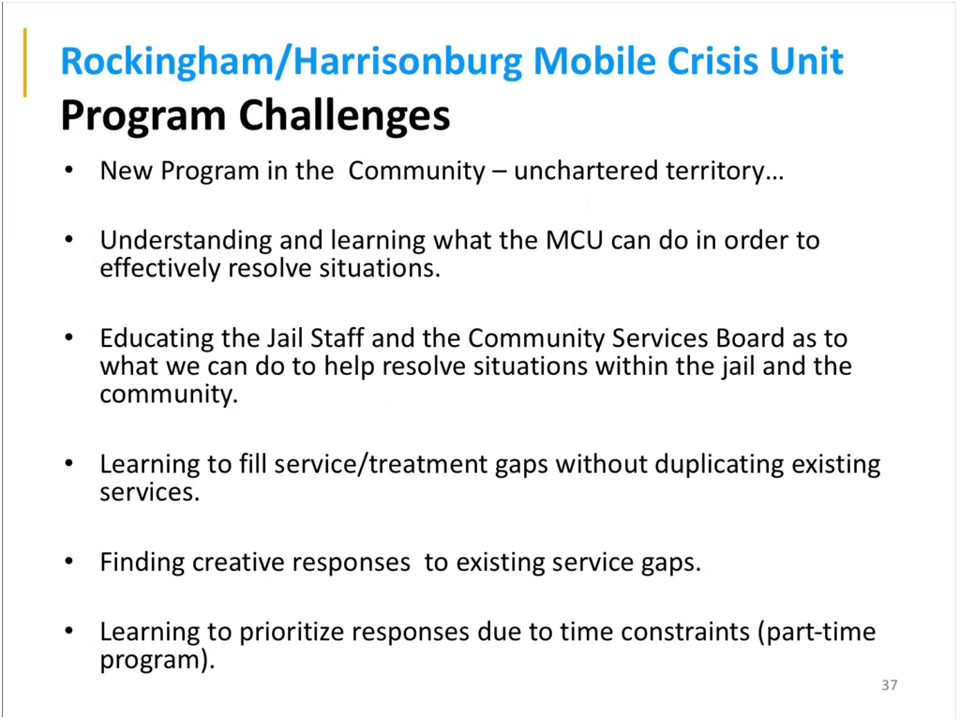 Rockingham/Harrisonburg Mobile Crisis Unit
Program Challenges
• New Program in the  Community – unchartered territory…
• Understanding and learning what the MCU can do in order to
effectively resolve situations.
• Educating the Jail Staff and the Community Services Board as to
what we can do to help resolve situations within the jail and the
community.
• Learning to fill service/treatment gaps without duplicating existing
services.
• Finding creative responses  to existing service gaps.
• Learning to prioritize responses due to time constraints (part-time
program).
37